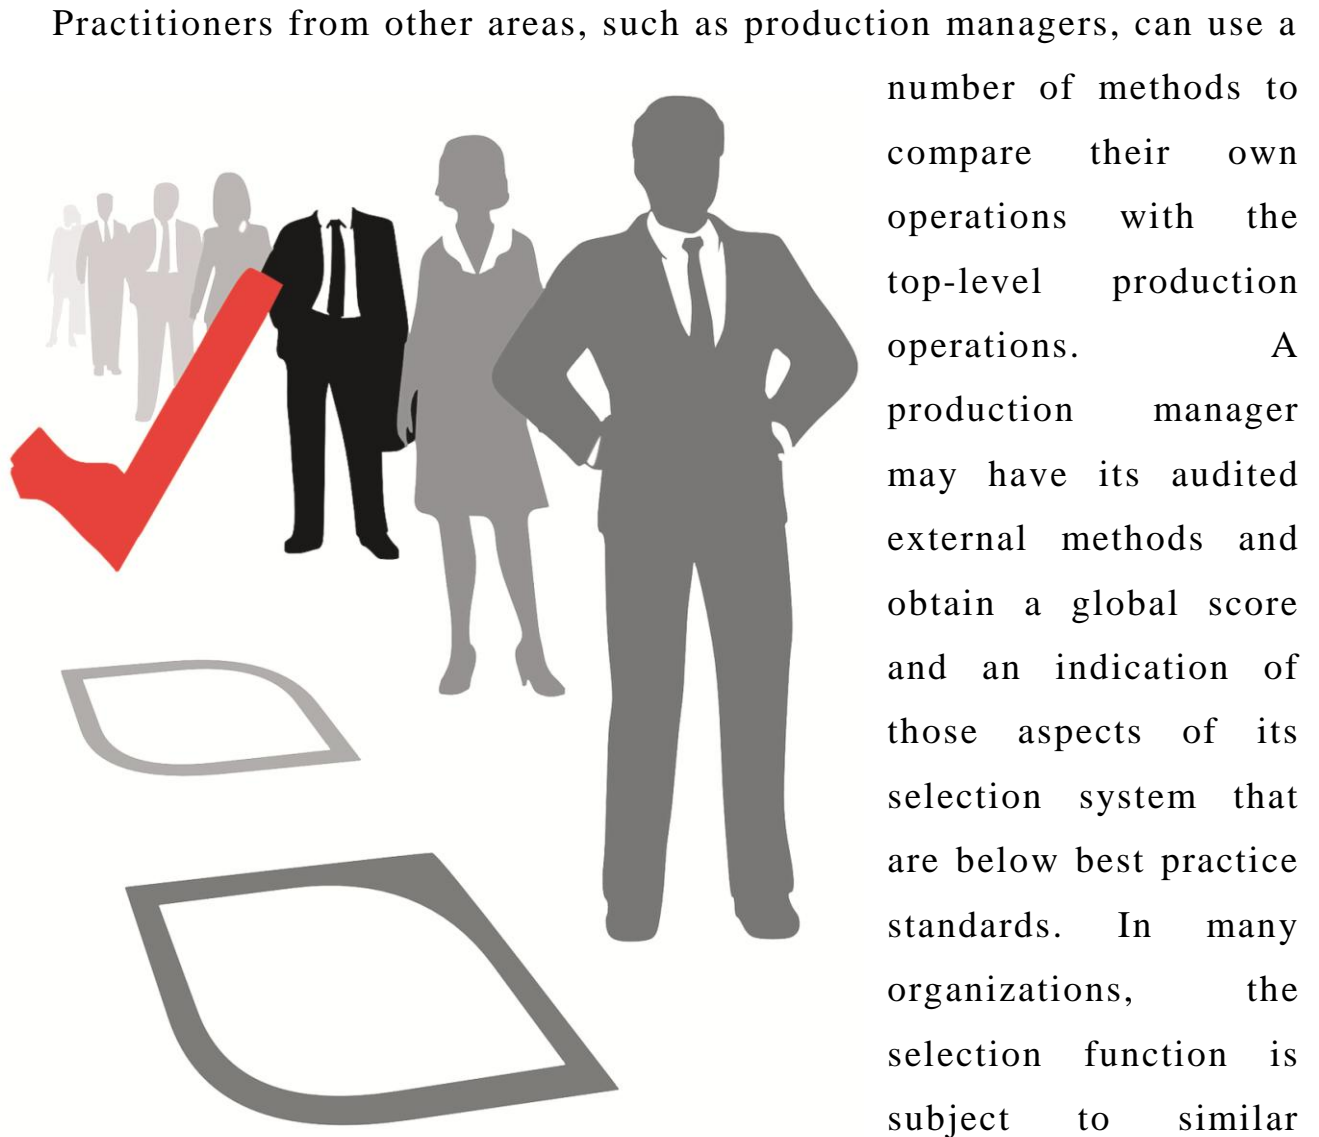 Practitioners from other areas, such as production managers, can use a
number of methods to
compare their own
operations with the
top-level production
operations. A
production manager
may have its audited
external methods and
obtain a global score
and an indication of
those aspects of its
selection system that
are below best practice
standards. In many
organizations, the
selection function is
subject to similar